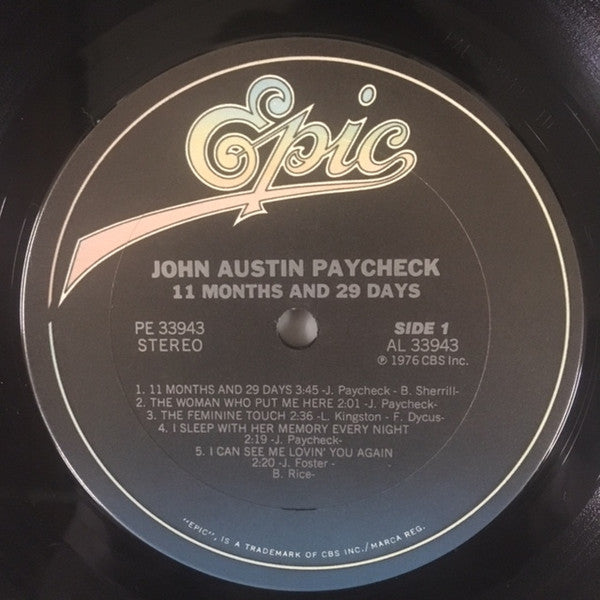 Epic
JOHN AUSTIN PAYCHECK
11 MONTHS AND 29 DAYS
PE 33943
STEREO
SIDE 1
AL 33943
℗ 1976 CBS Inc.
1. 11 MONTHS AND 29 DAYS 3:45 -J. Paycheck - B. Sherrill-
2. THE WOMAN WHO PUT ME HERE 2:01 -J. Paycheck-
3. THE FEMININE TOUCH 2:36 -L. Kingston - F. Dycus-
4. I SLEEP WITH HER MEMORY EVERY NIGHT
2:19 -J. Paycheck-
5. I CAN SEE ME LOVIN' YOU AGAIN
2:20 -J. Foster -
B. Rice-
"EPIC", IS A TRADEMARK OF CBS INC./MARCA REG.